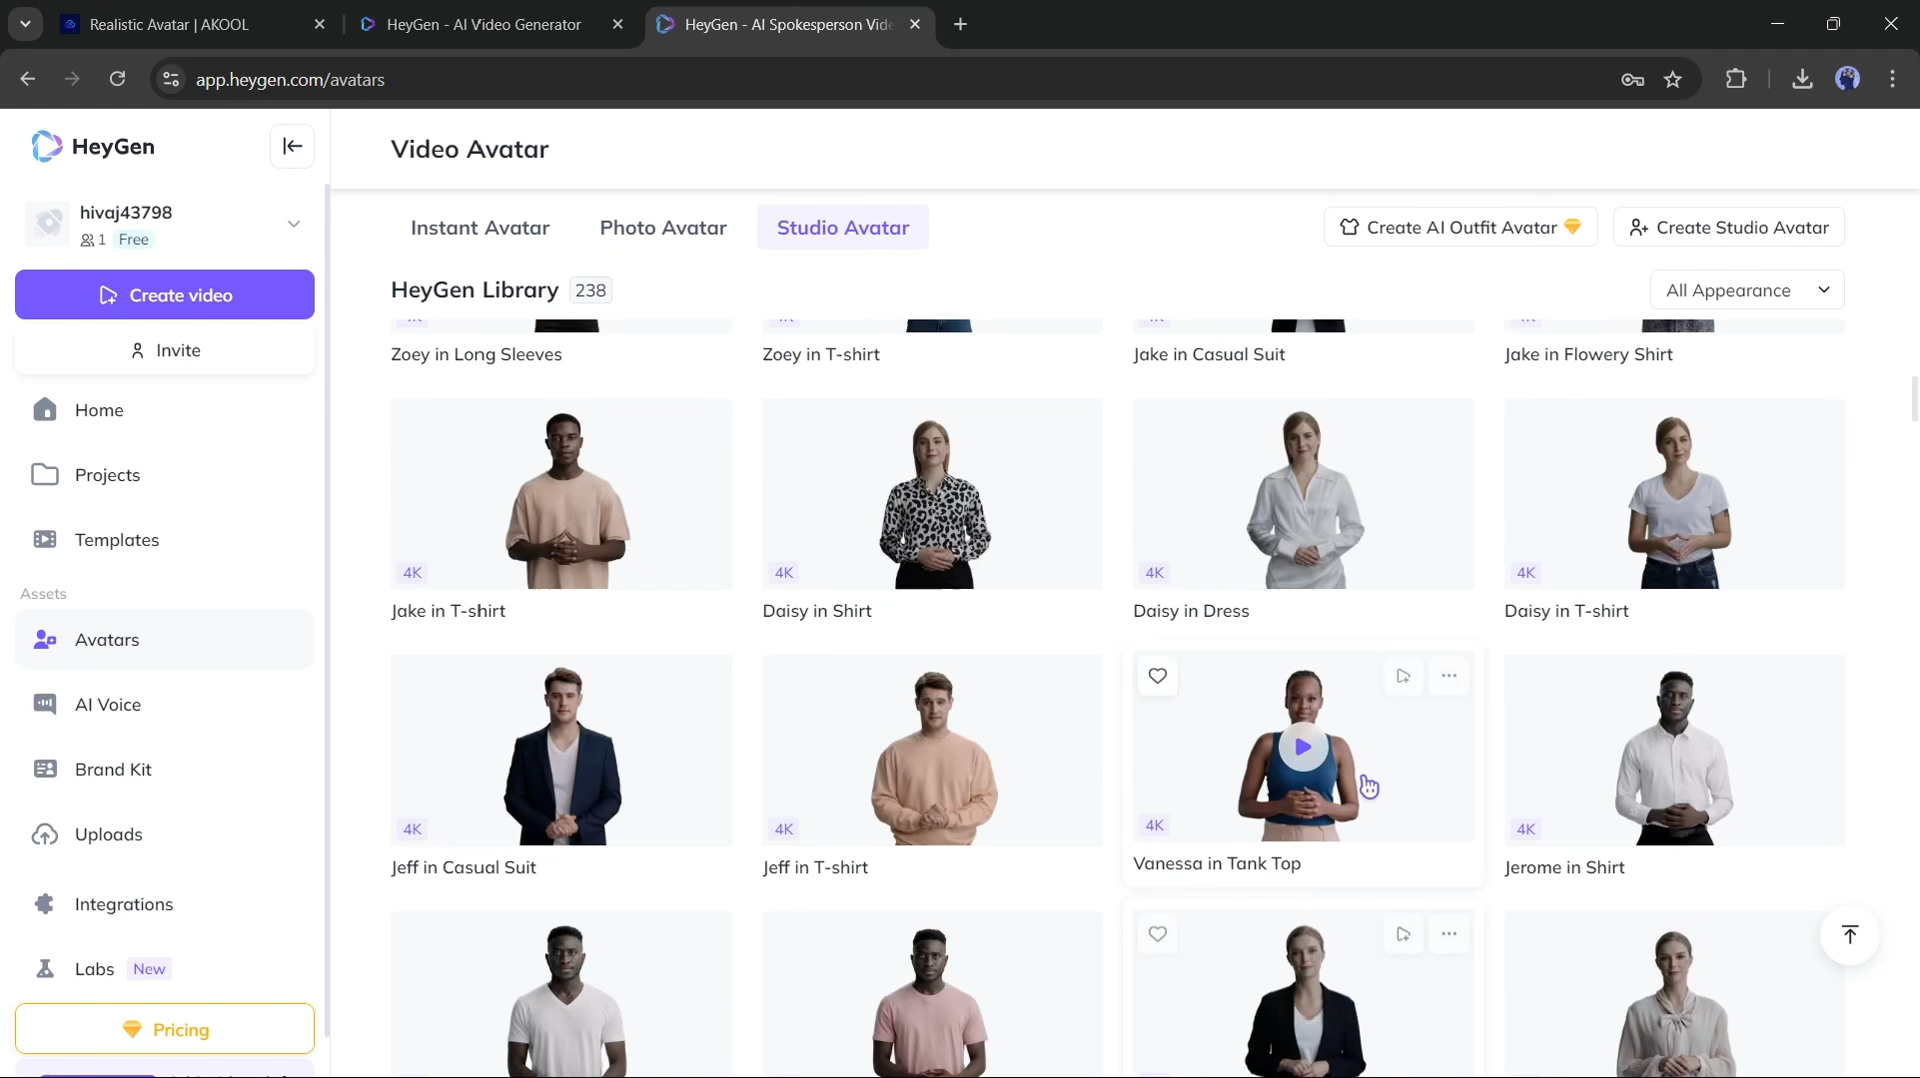 Realistic Avatar | AKOOL
HeyGen - AI Video Generator
HeyGen - AI Spokesperson Vide
app.heygen.com/avatars
HeyGen
hivaj43798
1 Free
Create video
Invite
Home
Projects
Templates
Assets
Avatars
AI Voice
Brand Kit
Uploads
Integrations
Labs New
Pricing
Video Avatar
Instant Avatar
Photo Avatar
Studio Avatar
Create AI Outfit Avatar
Create Studio Avatar
HeyGen Library 238
All Appearance
Zoey in Long Sleeves
Zoey in T-shirt
Jake in Casual Suit
Jake in Flowery Shirt
4K
4K
4K
4K
Jake in T-shirt
Daisy in Shirt
Daisy in Dress
Daisy in T-shirt
4K
4K
4K
4K
Jeff in Casual Suit
Jeff in T-shirt
Vanessa in Tank Top
Jerome in Shirt